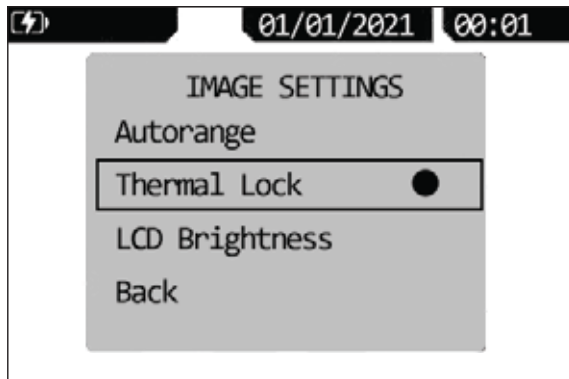 01/01/2021 00:01
IMAGE SETTINGS
Autorange
Thermal Lock
LCD Brightness
Back